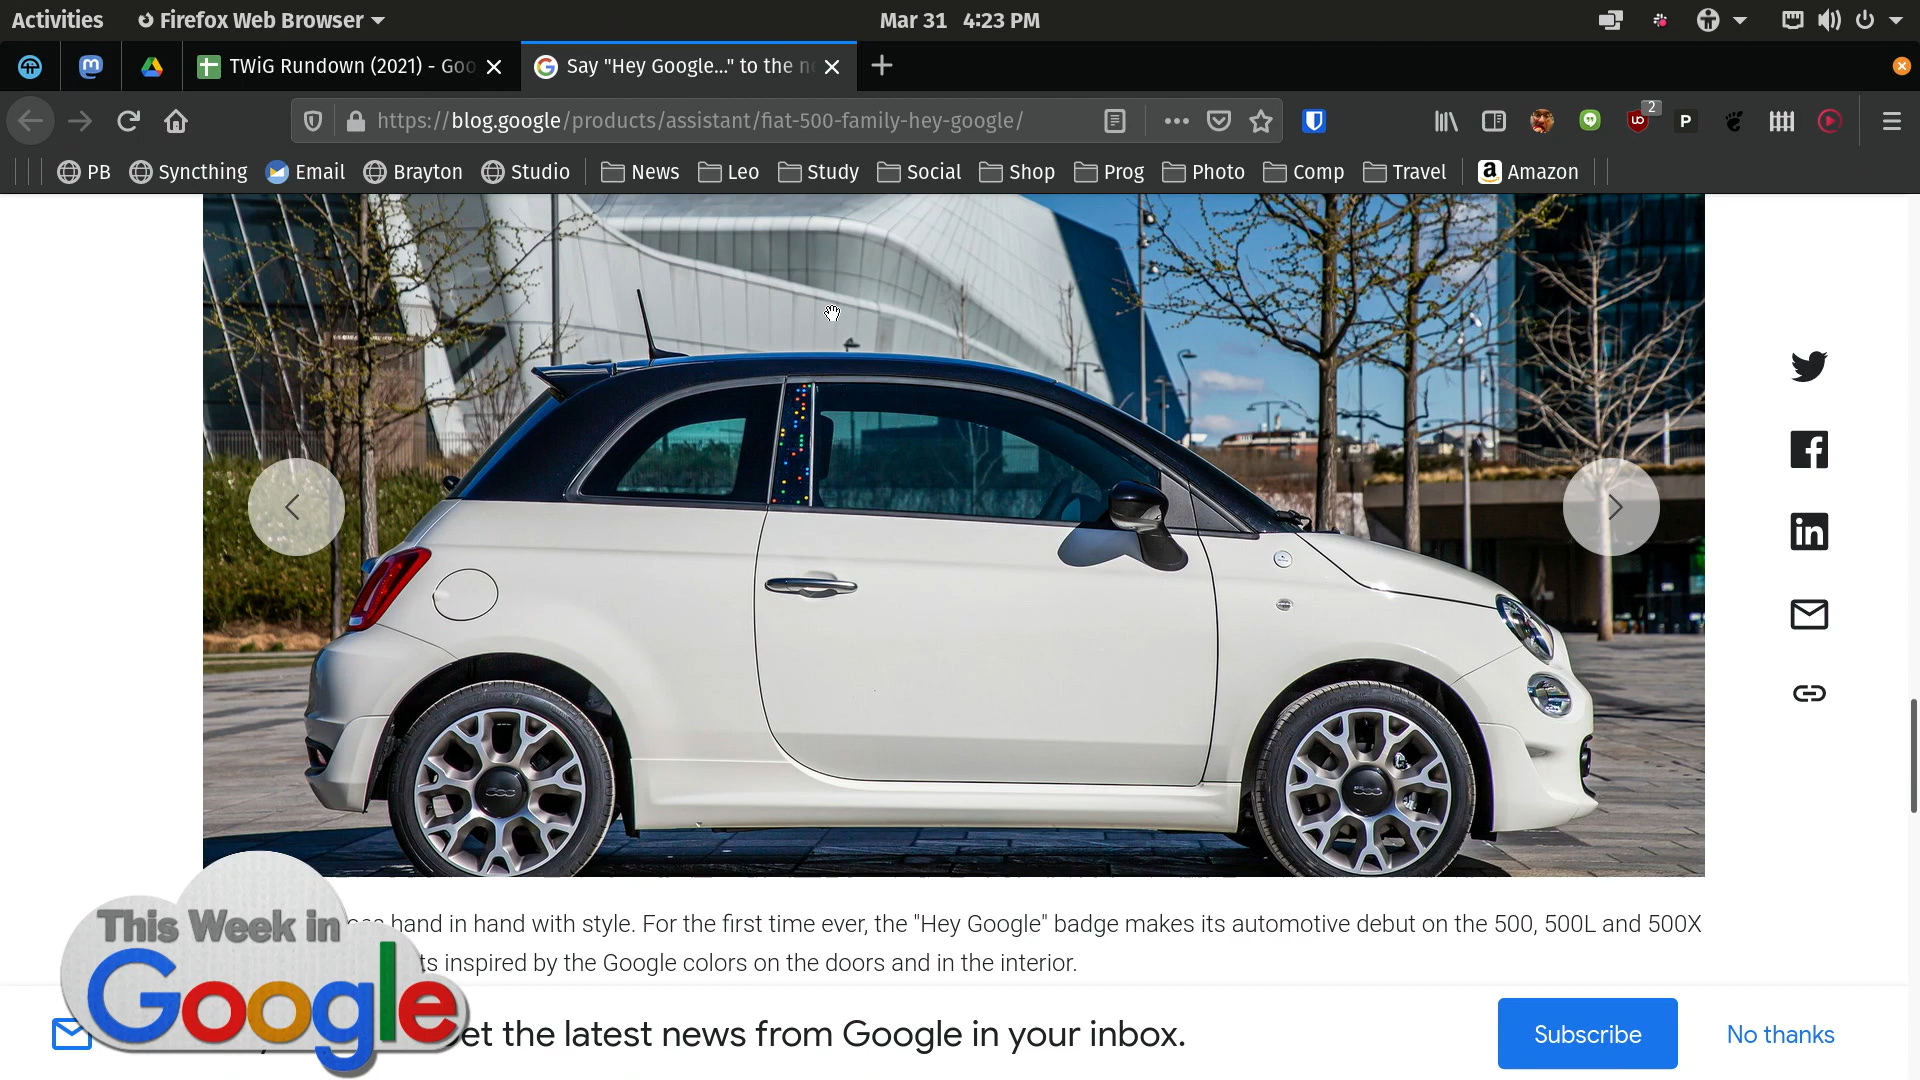 Activities Firefox Web Browser Mar 31 4:23 PM
TWiG Rundown (2021) - Goo Say "Hey Google..." to the n
https://blog.google/products/assistant/fiat-500-family-hey-google/ 2
PB Syncthing Email Brayton Studio News Leo Study Social Shop Prog Photo Comp Travel Amazon
hand in hand with style. For the first time ever, the "Hey Google" badge makes its automotive debut on the 500, 500L and 500X
inspired by the Google colors on the doors and in the interior.
This Week in
Google
the latest news from Google in your inbox.
Subscribe
No thanks